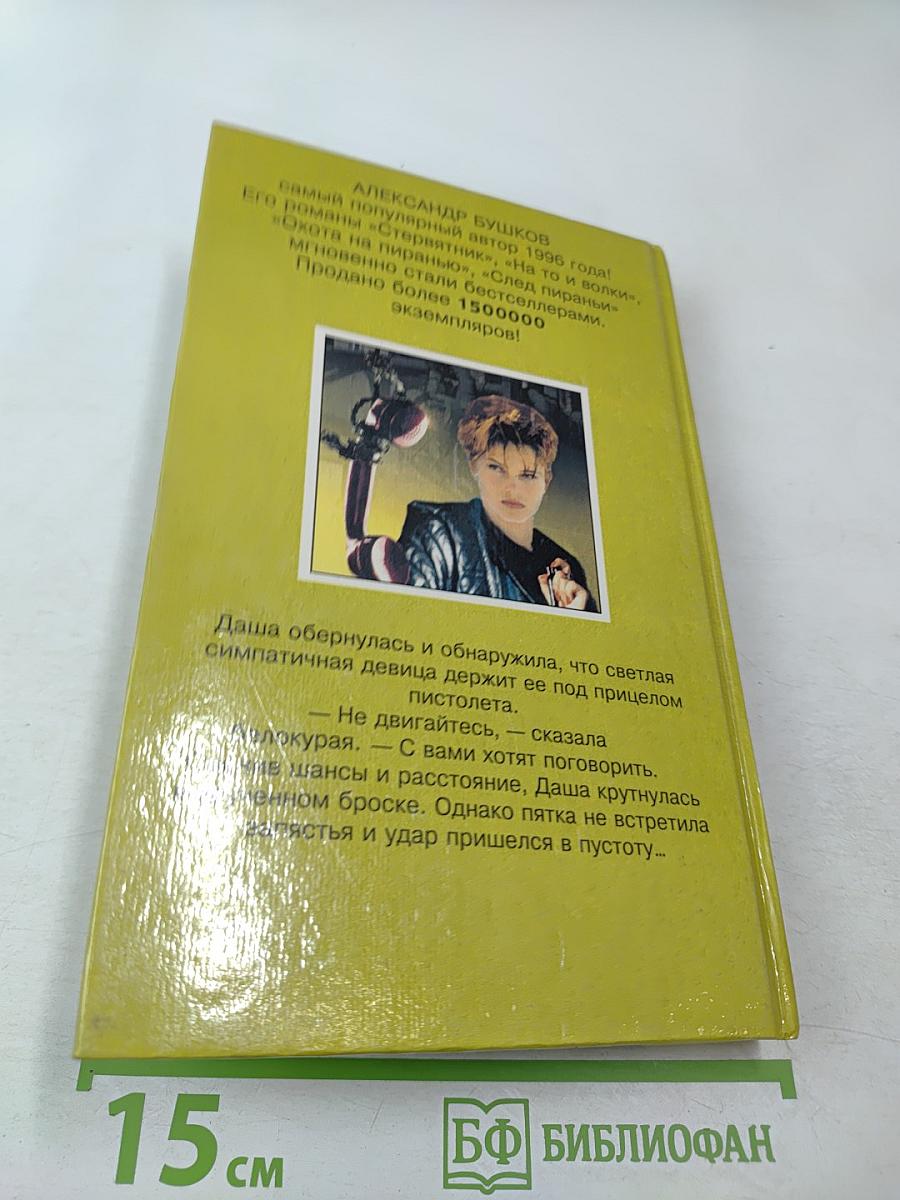 АЛЕКСАНДР БУШКОВ
самый популярный автор 1996 года!
Его романы «Стервятник», «На то и волки»,
«Охота на пиранью», «След пираньи»
мгновенно стали бестселлерами.
Продано более 1500000
экземпляров!
Даша обернулась и обнаружила, что светлая
симпатичная девица держит ее под прицелом
пистолета.
— Не двигайтесь, — сказала
белокурая. — С вами хотят поговорить.
шансы и расстояние, Даша крутнулась
броске. Однако пятка не встретила
запястья и удар пришелся в пустоту...
15 см
БФ БИБЛИОФАН